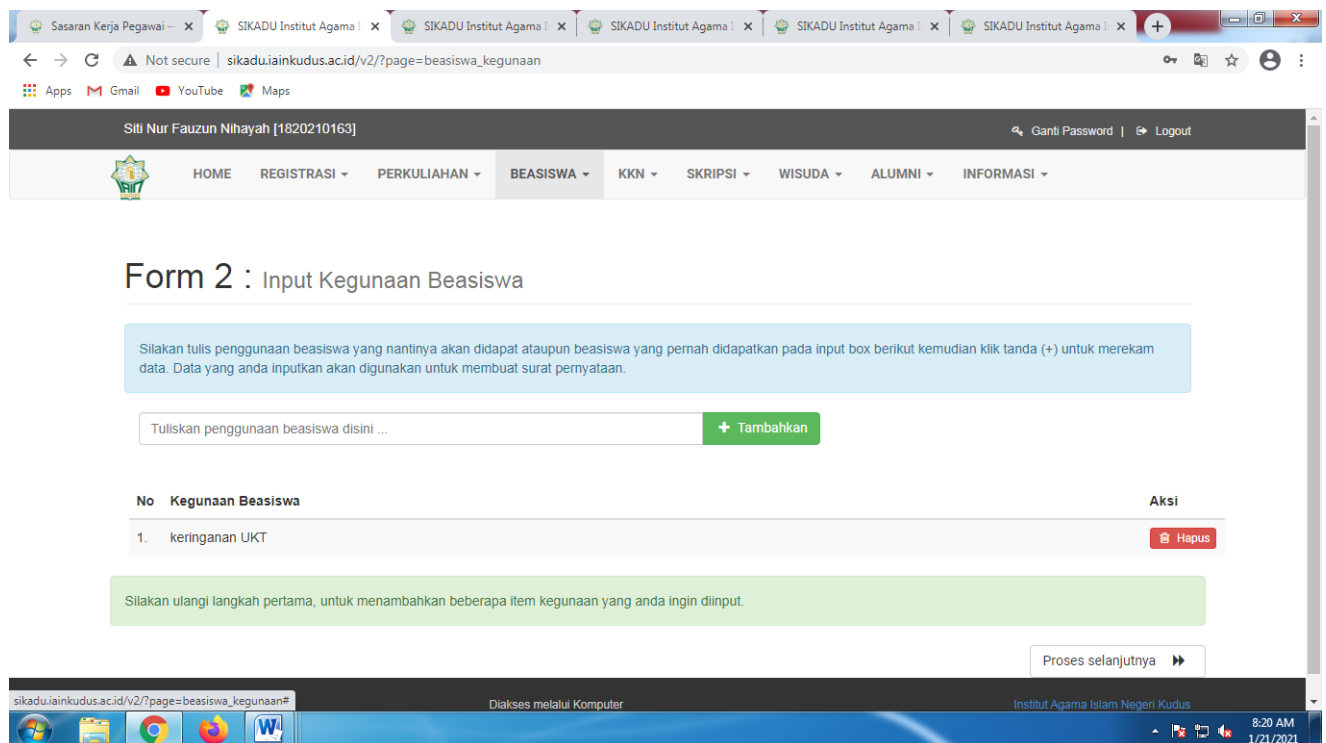 Sasaran Kerja Pegawai –
SIKADU Institut Agama I
SIKADU Institut Agama I
SIKADU Institut Agama I
SIKADU Institut Agama I
SIKADU Institut Agama I
Not secure | sikadu.iainkudus.ac.id/v2/?page=beasiswa_kegunaan
Apps Gmail YouTube Maps
Siti Nur Fauzun Nihayah [1820210163] Ganti Password | Logout
IAIN
HOME REGISTRASI PERKULIAHAN BEASISWA KKN SKRIPSI WISUDA ALUMNI INFORMASI
Form 2 : Input Kegunaan Beasiswa
Silakan tulis penggunaan beasiswa yang nantinya akan didapat ataupun beasiswa yang pernah didapatkan pada input box berikut kemudian klik tanda (+) untuk merekam
data. Data yang anda inputkan akan digunakan untuk membuat surat pernyataan.
Tuliskan penggunaan beasiswa disini ... + Tambahkan
No Kegunaan Beasiswa Aksi
1. keringanan UKT Hapus
Silakan ulangi langkah pertama, untuk menambahkan beberapa item kegunaan yang anda ingin diinput.
Proses selanjutnya
sikadu.iainkudus.ac.id/v2/?page=beasiswa_kegunaan# Diakses melalui Komputer Institut Agama Islam Negeri Kudus
8:20 AM
1/21/2021